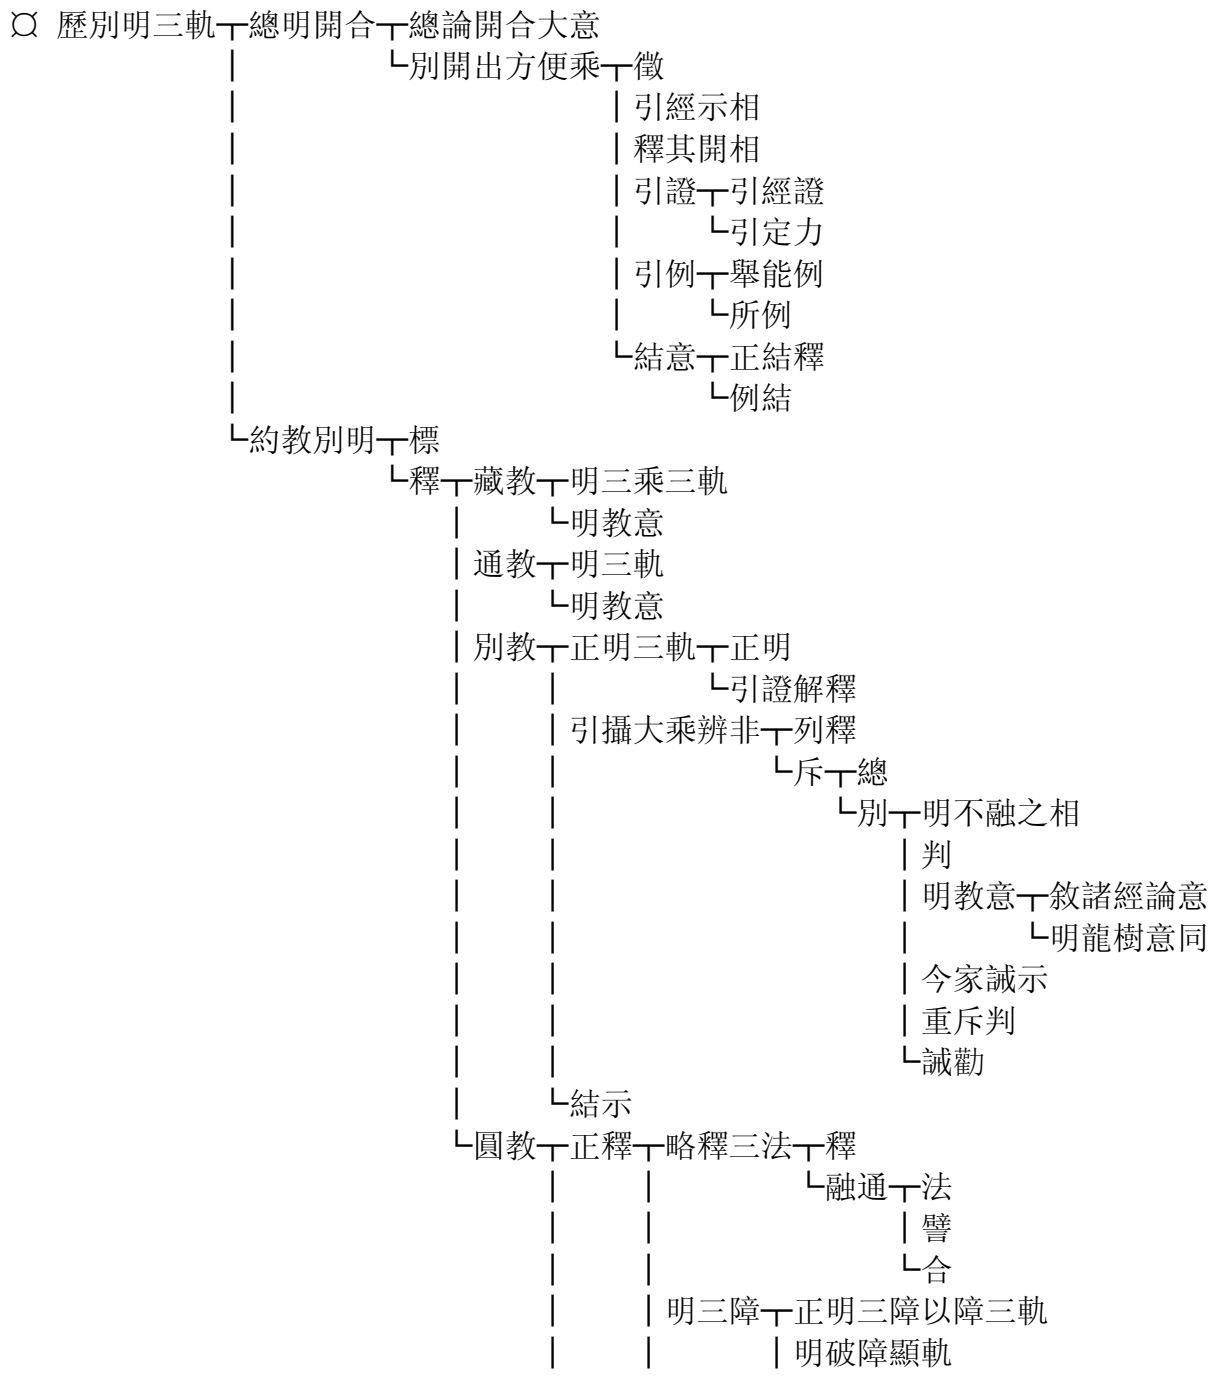 ¤ 歷別明三軌┬總明開合┬總論開合大意
│ └別開出方便乘┬徵
│ │引經示相
│ │釋其開相
│ │引證┬引經證
│ │ └引定力
│ │引例┬舉能例
│ │ └所例
│ └結意┬正結釋
│ └例結
└約教別明┬標
└釋┬藏教┬明三乘三軌
│ └明教意
│通教┬明三軌
│ └明教意
│別教┬正明三軌┬正明
│ │ └引證解釋
│ │引攝大乘辨非┬列釋
│ │ └斥┬總
│ │ └別┬明不融之相
│ │ │判
│ │ │明教意┬敘諸經論意
│ │ │ └明龍樹意同
│ │ │今家誡示
│ │ │重斥判
│ │ └誡勸
│ └結示
└圓教┬正釋┬略釋三法┬釋
│ │ └融通┬法
│ │ │譬
│ │ └合
│ │明三障┬正明三障以障三軌
│ │ │明破障顯軌